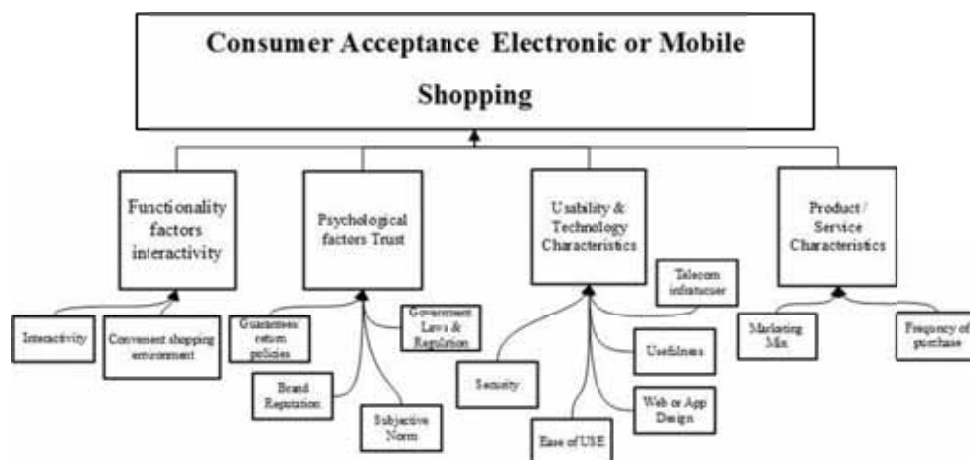 Consumer Acceptance Electronic or Mobile
Shopping
Functionality
factors
interactivity
Psychological
factors Trust
Usability &
Technology
Characteristics
Product /
Service
Characteristics
Telecom
infratucuer
Interactivity
Convenent shopping
environment
Guarantees
return
policies
Government
Laws &
Regulation
Brand
Reputation
Subjective
Norm
Security
Usefulness
Web or App
Design
Ease of USE
Marketing
Mix
Frequency of
purchase